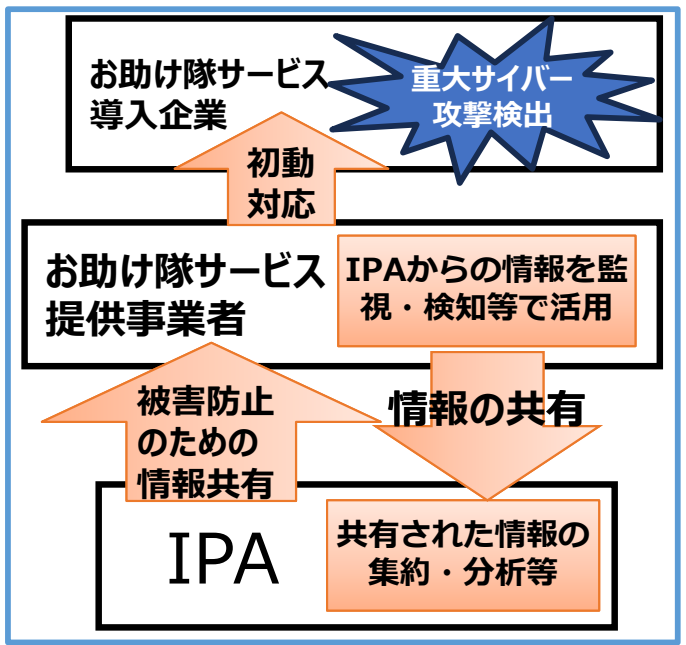 お助け隊サービス
導入企業
重大サイバー
攻撃検出
初動
対応
お助け隊サービス
提供事業者
IPAからの情報を監
視・検知等で活用
被害防止
のための
情報共有
情報の共有
IPA
共有された情報の
集約・分析等